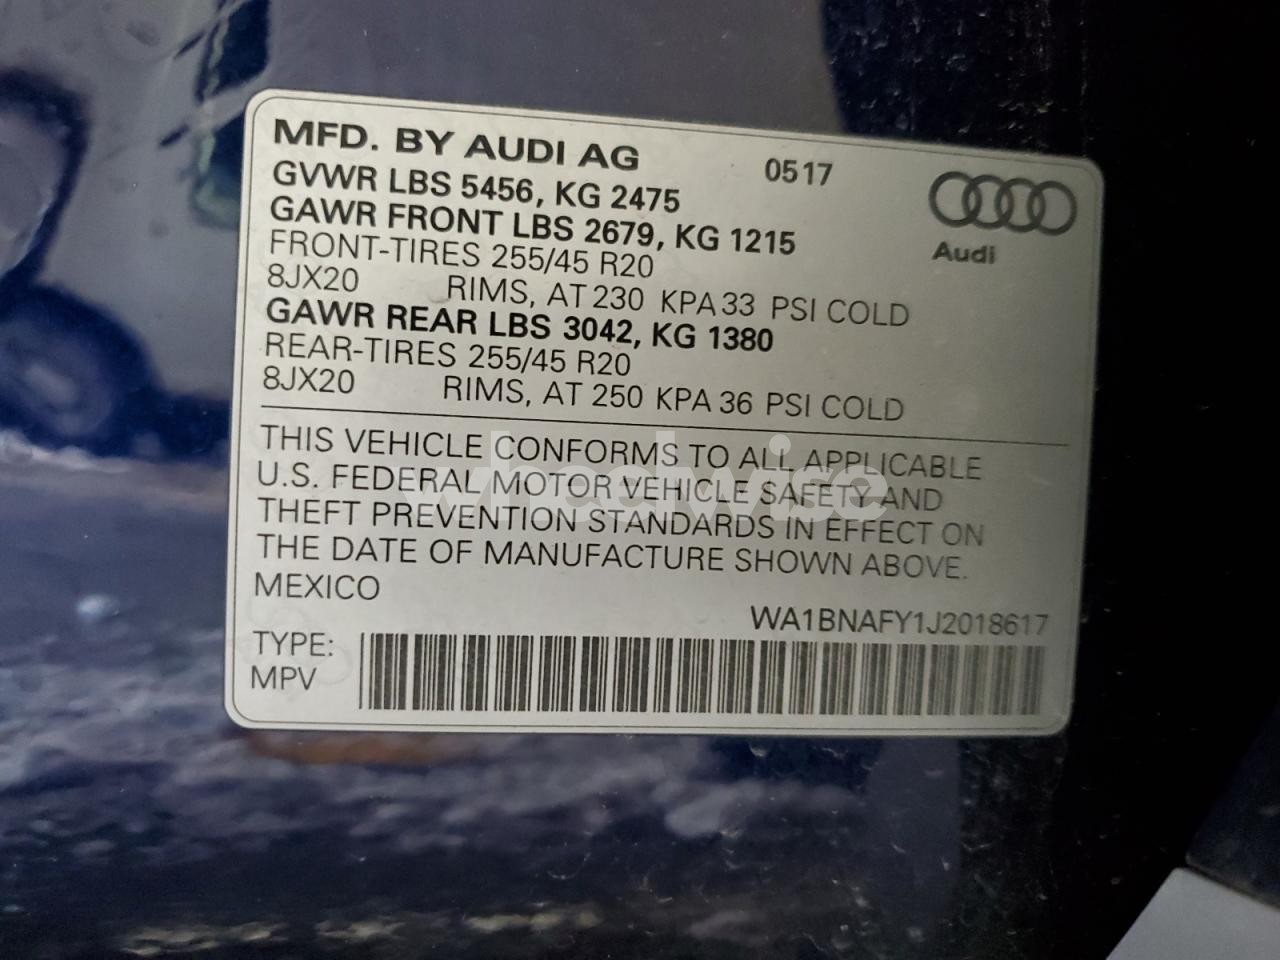 MFD. BY AUDI AG 0517
GVWR LBS 5456, KG 2475
GAWR FRONT LBS 2679, KG 1215
FRONT-TIRES 255/45 R20
8JX20 RIMS, AT 230 KPA 33 PSI COLD
GAWR REAR LBS 3042, KG 1380
REAR-TIRES 255/45 R20
8JX20 RIMS, AT 250 KPA 36 PSI COLD
Audi
THIS VEHICLE CONFORMS TO ALL APPLICABLE
U.S. FEDERAL MOTOR VEHICLE SAFETY AND
THEFT PREVENTION STANDARDS IN EFFECT ON
THE DATE OF MANUFACTURE SHOWN ABOVE.
MEXICO
WA1BNAFY1J2018617
TYPE:
MPV
wheelwise